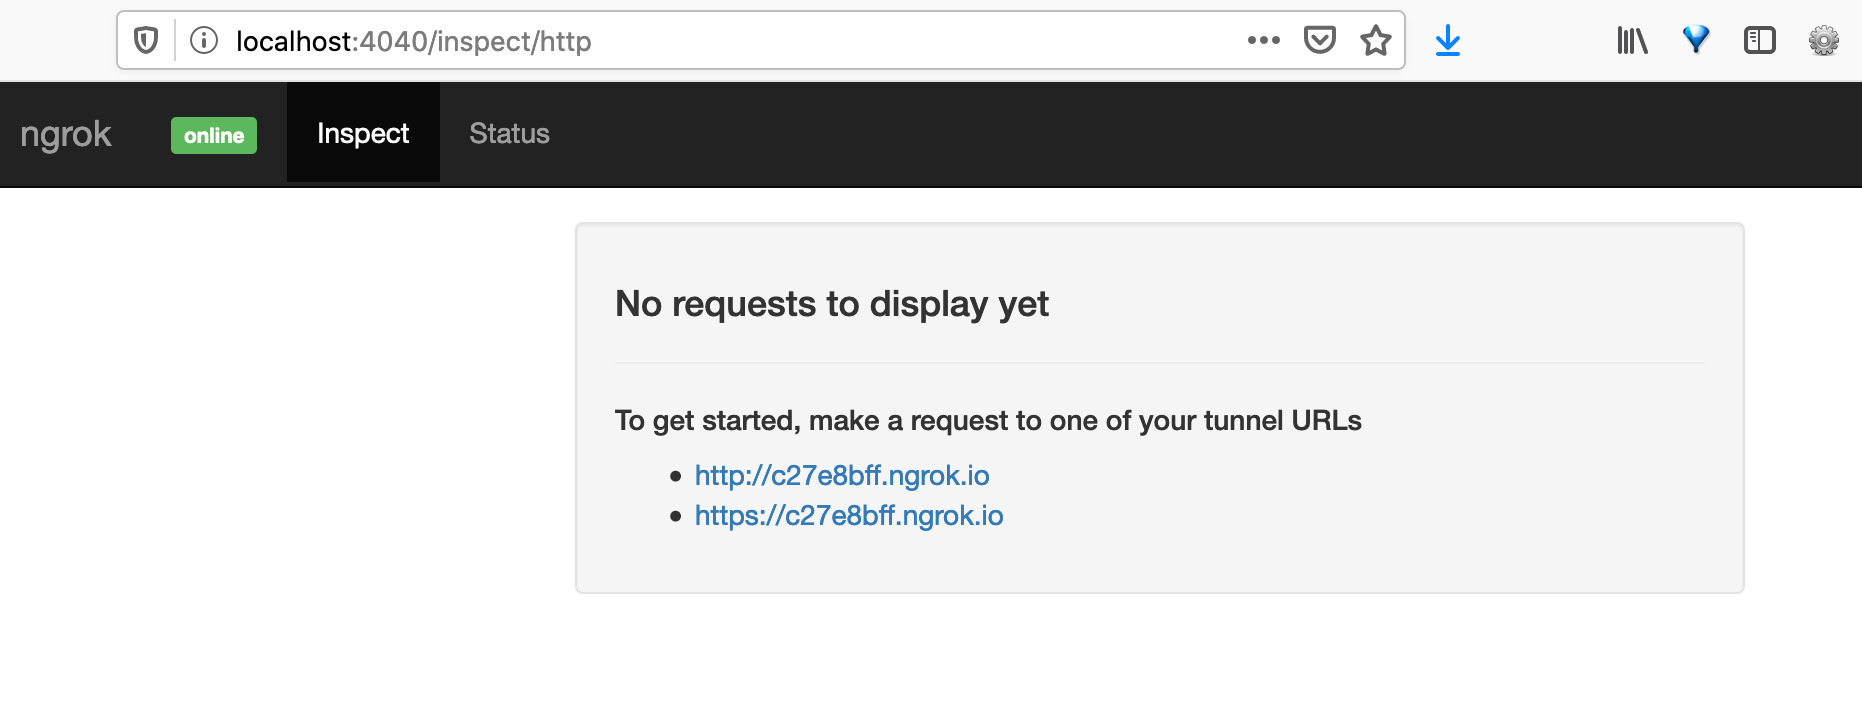 localhost:4040/inspect/http
ngrok online Inspect Status
No requests to display yet
To get started, make a request to one of your tunnel URLs
http://c27e8bff.ngrok.io
https://c27e8bff.ngrok.io